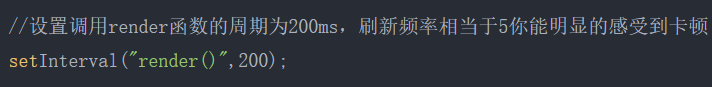 //设置调用render函数的周期为200ms，刷新频率相当于5你能明显的感受到卡顿
setInterval("render()",200);